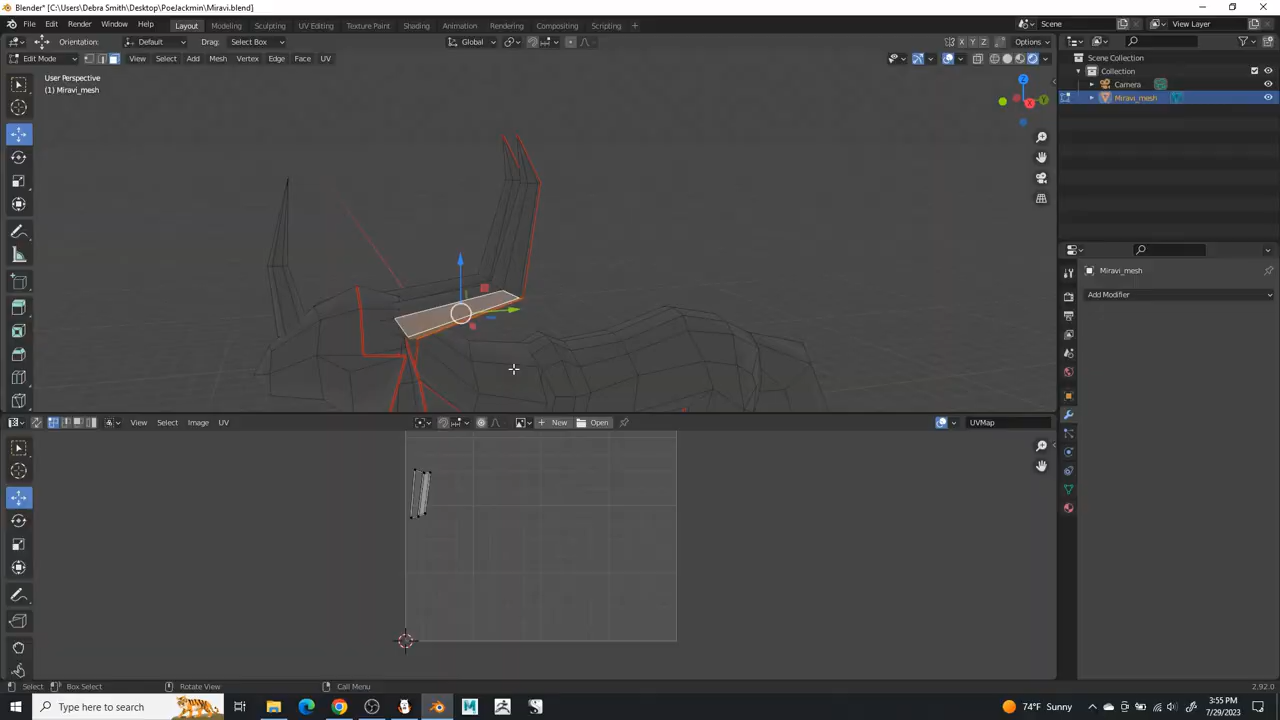 Blender* [C:\Users\Debra Smith\Desktop\PoeJackmin\Miravi.blend]
File Edit Render Window Help Layout Modeling Sculpting UV Editing Texture Paint Shading Animation Rendering Compositing Scripting + Scene View Layer
Orientation: Default Drag: Select Box Global X Y Z Options
Edit Mode View Select Add Mesh Vertex Edge Face UV
User Perspective
(1) Miravi_mesh
Scene Collection
Collection
Camera
Miravi_mesh
Z
X
Y
Miravi_mesh
Add Modifier
View Select Image UV New Open UVMap
Select Box Select Rotate View Call Menu 2.92.0
Type here to search 74°F Sunny 3:55 PM
7/29/2023